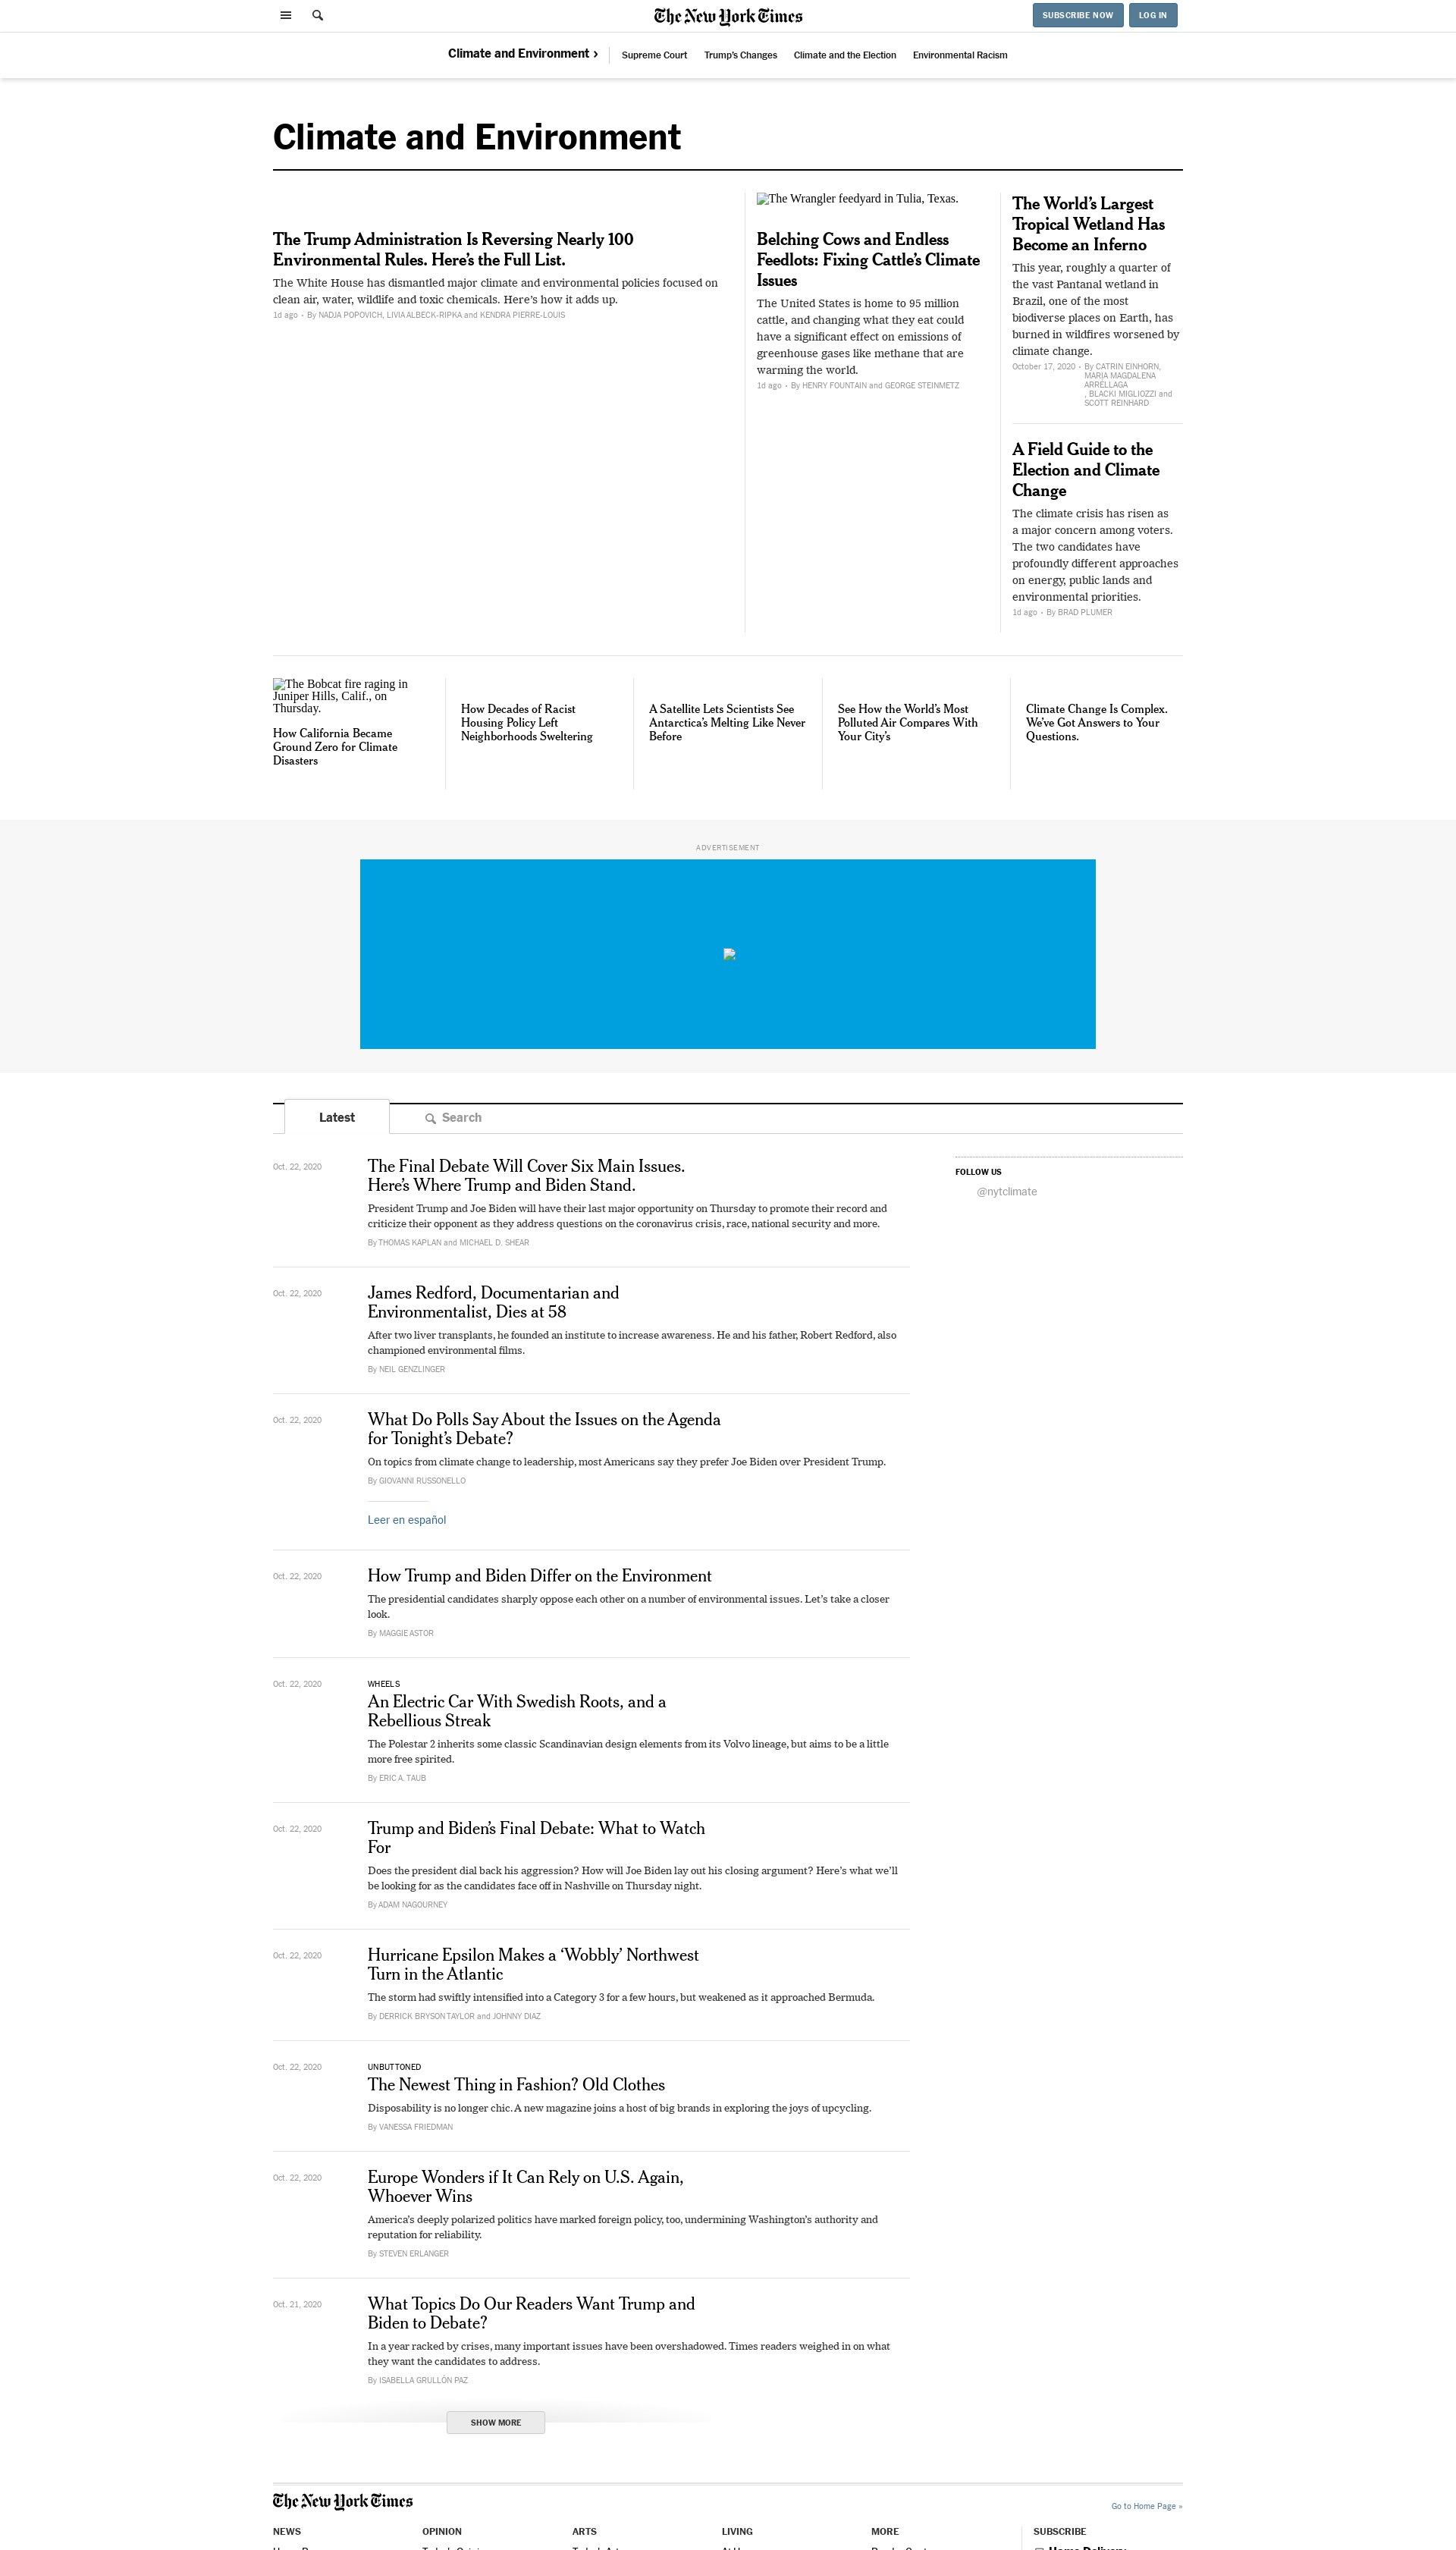 The New York Times
SUBSCRIBE NOW
LOG IN
Climate and Environment ›
Supreme Court
Trump's Changes
Climate and the Election
Environmental Racism
Climate and Environment
The Trump Administration Is Reversing Nearly 100
Environmental Rules. Here's the Full List.
The White House has dismantled major climate and environmental policies focused on
clean air, water, wildlife and toxic chemicals. Here's how it adds up.
1d ago • By NADJA POPOVICH, LIVIA ALBECK-RIPKA and KENDRA PIERRE-LOUIS
The Wrangler feedyard in Tulia, Texas.
Belching Cows and Endless
Feedlots: Fixing Cattle's Climate
Issues
The United States is home to 95 million
cattle, and changing what they eat could
have a significant effect on emissions of
greenhouse gases like methane that are
warming the world.
1d ago • By HENRY FOUNTAIN and GEORGE STEINMETZ
The World's Largest
Tropical Wetland Has
Become an Inferno
This year, roughly a quarter of
the vast Pantanal wetland in
Brazil, one of the most
biodiverse places on Earth, has
burned in wildfires worsened by
climate change.
October 17, 2020 • By CATRIN EINHORN,
MARIA MAGDALENA
ARRÉLLAGA
, BLACKI MIGLIOZZI and
SCOTT REINHARD
A Field Guide to the
Election and Climate
Change
The climate crisis has risen as
a major concern among voters.
The two candidates have
profoundly different approaches
on energy, public lands and
environmental priorities.
1d ago • By BRAD PLUMER
The Bobcat fire raging in
Juniper Hills, Calif., on
Thursday.
How California Became
Ground Zero for Climate
Disasters
How Decades of Racist
Housing Policy Left
Neighborhoods Sweltering
A Satellite Lets Scientists See
Antarctica's Melting Like Never
Before
See How the World's Most
Polluted Air Compares With
Your City's
Climate Change Is Complex.
We've Got Answers to Your
Questions.
ADVERTISEMENT
Latest
Search
Oct. 22, 2020
The Final Debate Will Cover Six Main Issues.
Here's Where Trump and Biden Stand.
President Trump and Joe Biden will have their last major opportunity on Thursday to promote their record and
criticize their opponent as they address questions on the coronavirus crisis, race, national security and more.
By THOMAS KAPLAN and MICHAEL D. SHEAR
FOLLOW US
@nytclimate
Oct. 22, 2020
James Redford, Documentarian and
Environmentalist, Dies at 58
After two liver transplants, he founded an institute to increase awareness. He and his father, Robert Redford, also
championed environmental films.
By NEIL GENZLINGER
Oct. 22, 2020
What Do Polls Say About the Issues on the Agenda
for Tonight's Debate?
On topics from climate change to leadership, most Americans say they prefer Joe Biden over President Trump.
By GIOVANNI RUSSONELLO
Leer en español
Oct. 22, 2020
How Trump and Biden Differ on the Environment
The presidential candidates sharply oppose each other on a number of environmental issues. Let's take a closer
look.
By MAGGIE ASTOR
Oct. 22, 2020
WHEELS
An Electric Car With Swedish Roots, and a
Rebellious Streak
The Polestar 2 inherits some classic Scandinavian design elements from its Volvo lineage, but aims to be a little
more free spirited.
By ERIC A. TAUB
Oct. 22, 2020
Trump and Biden's Final Debate: What to Watch
For
Does the president dial back his aggression? How will Joe Biden lay out his closing argument? Here's what we'll
be looking for as the candidates face off in Nashville on Thursday night.
By ADAM NAGOURNEY
Oct. 22, 2020
Hurricane Epsilon Makes a 'Wobbly' Northwest
Turn in the Atlantic
The storm had swiftly intensified into a Category 3 for a few hours, but weakened as it approached Bermuda.
By DERRICK BRYSON TAYLOR and JOHNNY DIAZ
Oct. 22, 2020
UNBUTTONED
The Newest Thing in Fashion? Old Clothes
Disposability is no longer chic. A new magazine joins a host of big brands in exploring the joys of upcycling.
By VANESSA FRIEDMAN
Oct. 22, 2020
Europe Wonders if It Can Rely on U.S. Again,
Whoever Wins
America's deeply polarized politics have marked foreign policy, too, undermining Washington's authority and
reputation for reliability.
By STEVEN ERLANGER
Oct. 21, 2020
What Topics Do Our Readers Want Trump and
Biden to Debate?
In a year racked by crises, many important issues have been overshadowed. Times readers weighed in on what
they want the candidates to address.
By ISABELLA GRULLÓN PAZ
SHOW MORE
The New York Times
Go to Home Page »
NEWS
OPINION
ARTS
LIVING
MORE
SUBSCRIBE